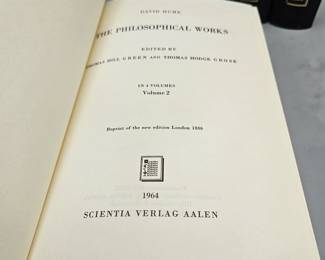 DAVID HUME
THE PHILOSOPHICAL WORKS
EDITED BY
THOMAS HILL GREEN AND THOMAS HODGE GROSE
IN 4 VOLUMES
Volume 2
Reprint of the new edition London 1886
1964
SCIENTIA VERLAG AALEN